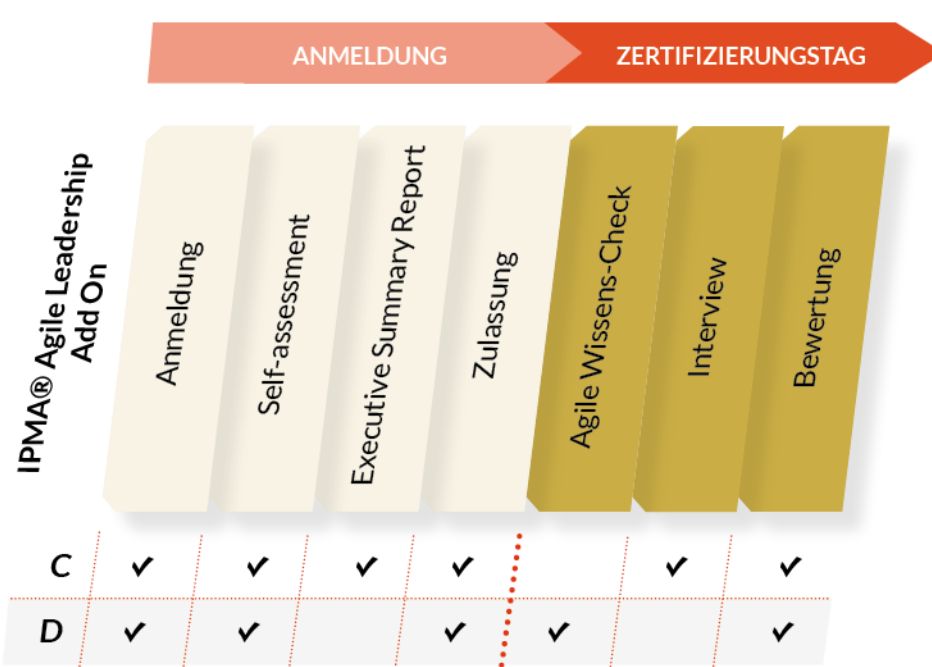 ANMELDUNG
ZERTIFIZIERUNGSTAG
IPMA® Agile Leadership
Add On
Anmeldung
Self-assessment
Executive Summary Report
Zulassung
Agile Wissens-Check
Interview
Bewertung
C ✓ ✓ ✓ ✓ ✓ ✓
D ✓ ✓ ✓ ✓ ✓